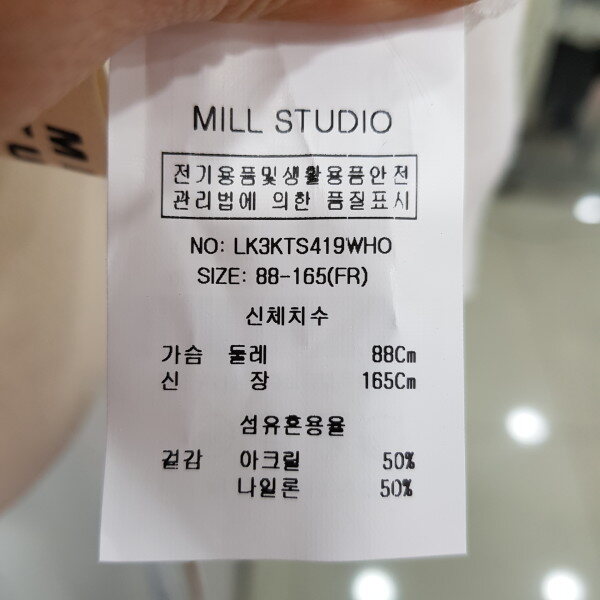 MILL STUDIO
전기용품및생활용품안전
관리법에 의한 품질표시
NO: LK3KTS419WHO
SIZE: 88-165(FR)
신체치수
가슴 둘레 88Cm
신 장 165Cm
섬유혼용율
겉감 아크릴 50%
나일론 50%